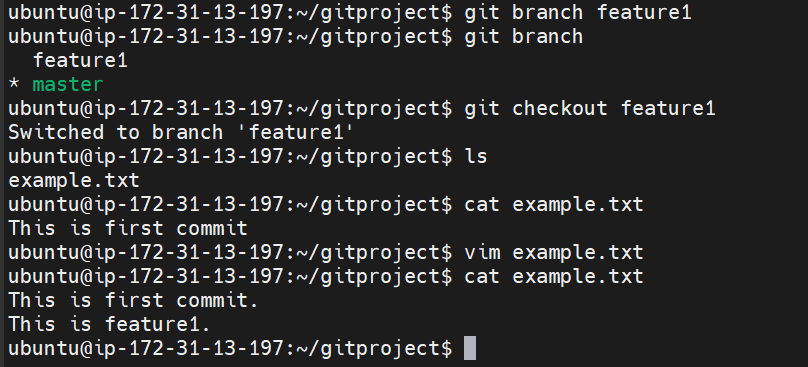 ubuntu@ip-172-31-13-197:~/gitproject$ git branch feature1
ubuntu@ip-172-31-13-197:~/gitproject$ git branch
  feature1
* master
ubuntu@ip-172-31-13-197:~/gitproject$ git checkout feature1
Switched to branch 'feature1'
ubuntu@ip-172-31-13-197:~/gitproject$ ls
example.txt
ubuntu@ip-172-31-13-197:~/gitproject$ cat example.txt
This is first commit
ubuntu@ip-172-31-13-197:~/gitproject$ vim example.txt
ubuntu@ip-172-31-13-197:~/gitproject$ cat example.txt
This is first commit.
This is feature1.
ubuntu@ip-172-31-13-197:~/gitproject$